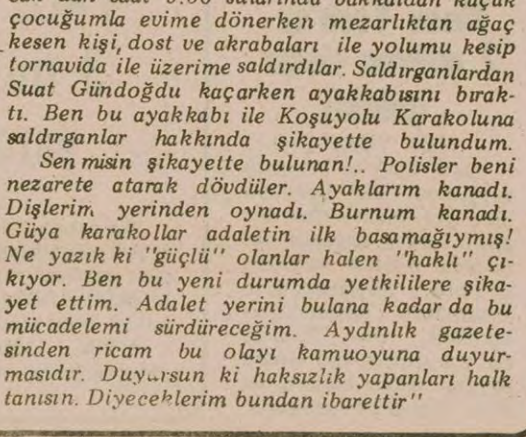 çocuğumla evime dönerken mezarlıktan ağaç
kesen kişi, dost ve akrabaları ile yolumu kesip
tornavida ile üzerime saldırdılar. Saldırganlardan
Suat Gündoğdu kaçarken ayakkabısını bırak-
tı. Ben bu ayakkabı ile Koşuyolu Karakoluna
saldırganlar hakkında şikayette bulundum.
Sen misin şikayette bulunan!.. Polisler beni
nezarete atarak dövdüler. Ayaklarım kanadı.
Dişlerim yerinden oynadı. Burnum kanadı.
Güya karakollar adaletin ilk basamağıymış!
Ne yazık ki "güçlü" olanlar halen "haklı" çı-
kıyor. Ben bu yeni durumda yetkililere şika-
yet ettim. Adalet yerini bulana kadar da bu
mücadelemi sürdüreceğim. Aydınlık gazete-
sinden ricam bu olayı kamuoyuna duyur-
masıdır. Duyursun ki haksızlık yapanları halk
tanısın. Diyeceklerim bundan ibarettir"